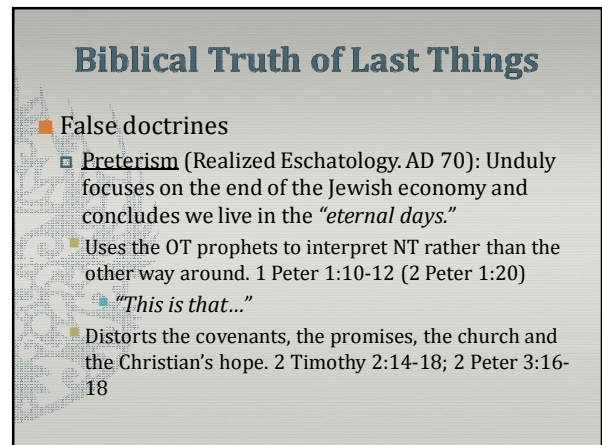 Biblical Truth of Last Things
False doctrines
Preterism (Realized Eschatology. AD 70): Unduly
focuses on the end of the Jewish economy and
concludes we live in the “eternal days.”
Uses the OT prophets to interpret NT rather than the
other way around. 1 Peter 1:10-12 (2 Peter 1:20)
“This is that…”
Distorts the covenants, the promises, the church and
the Christian’s hope. 2 Timothy 2:14-18; 2 Peter 3:16-
18